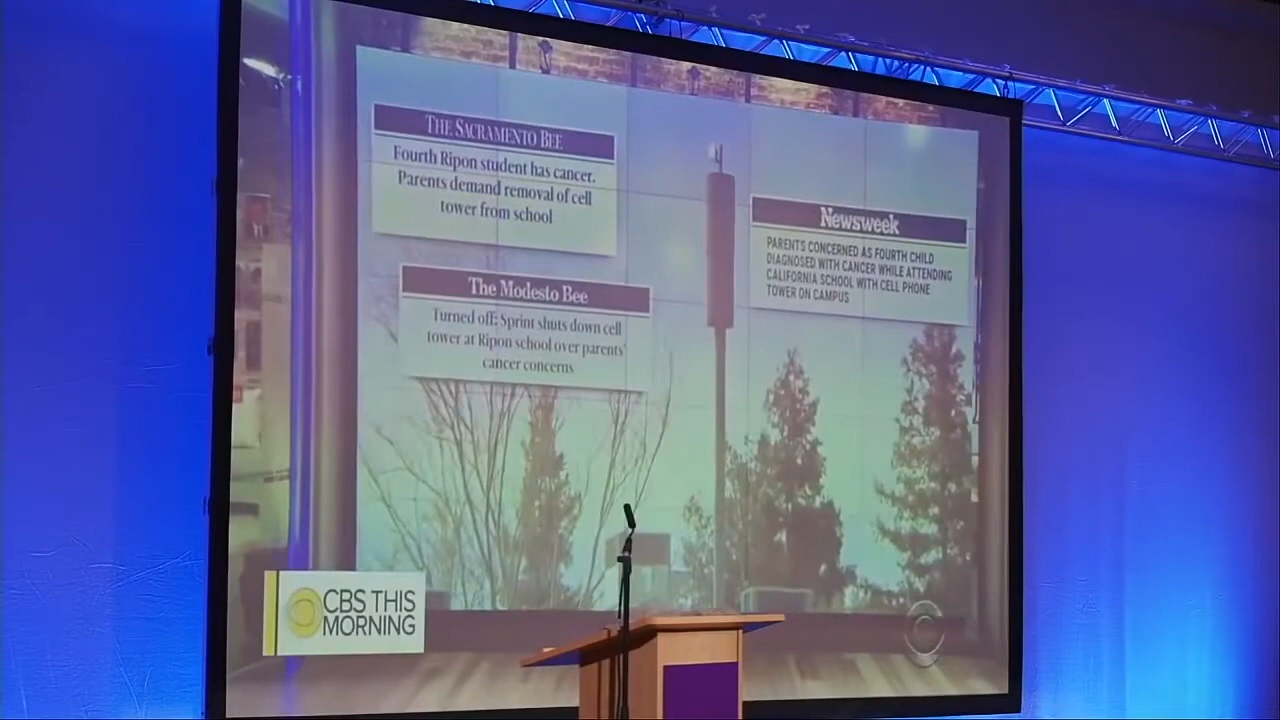 THE SACRAMENTO BEE
Fourth Ripon student has cancer.
Parents demand removal of cell
tower from school
Newsweek
PARENTS CONCERNED AS FOURTH CHILD
DIAGNOSED WITH CANCER WHILE ATTENDING
CALIFORNIA SCHOOL WITH CELL PHONE
TOWER ON CAMPUS
The Modesto Bee
Turned off: Sprint shuts down cell
tower at Ripon school over parents'
cancer concerns
CBS THIS
MORNING